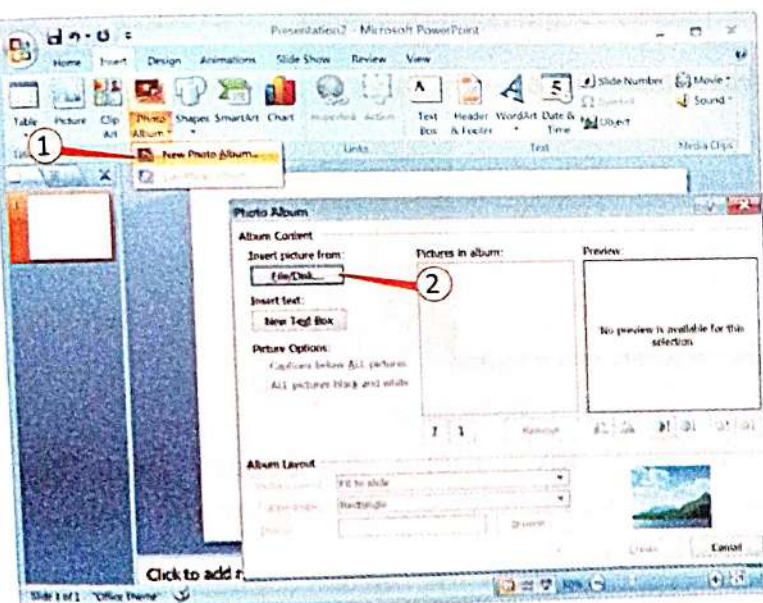 Presentation2 - Microsoft PowerPoint
Home Insert Design Animations Slide Show Review View
Table Picture Clip Art Photo Album Shapes SmartArt Chart Hyperlink Action Text Box Header & Footer WordArt Date & Time Slide Number Symbol Object Movie Sound
Links Text Media Clips
1
New Photo Album...
1
Photo Album
Album Content
Insert picture from:
File/Disk...
2
Insert text:
New Text Box
Picture Options:
Captions below ALL pictures
ALL pictures black and white
Pictures in album:
Preview:
No preview is available for this selection.
Remove
Album Layout
Fit to slide
Rectangle
Browse
Create Cancel
Click to add
Slide 1 of 1 "Office Theme"